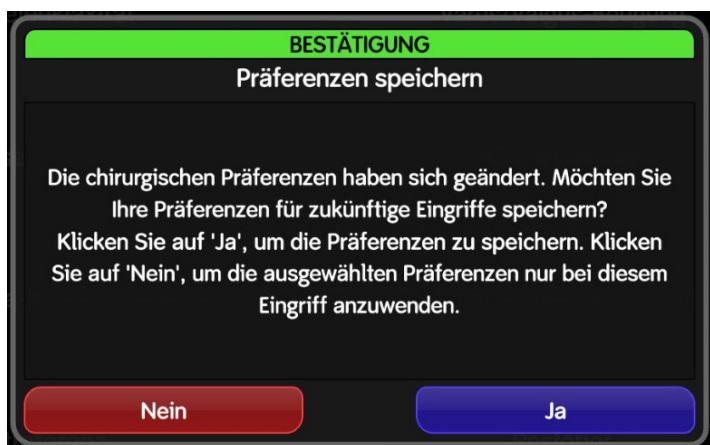 BESTÄTIGUNG
Präferenzen speichern
Die chirurgischen Präferenzen haben sich geändert. Möchten Sie
Ihre Präferenzen für zukünftige Eingriffe speichern?
Klicken Sie auf 'Ja', um die Präferenzen zu speichern. Klicken
Sie auf 'Nein', um die ausgewählten Präferenzen nur bei diesem
Eingriff anzuwenden.
Nein
Ja